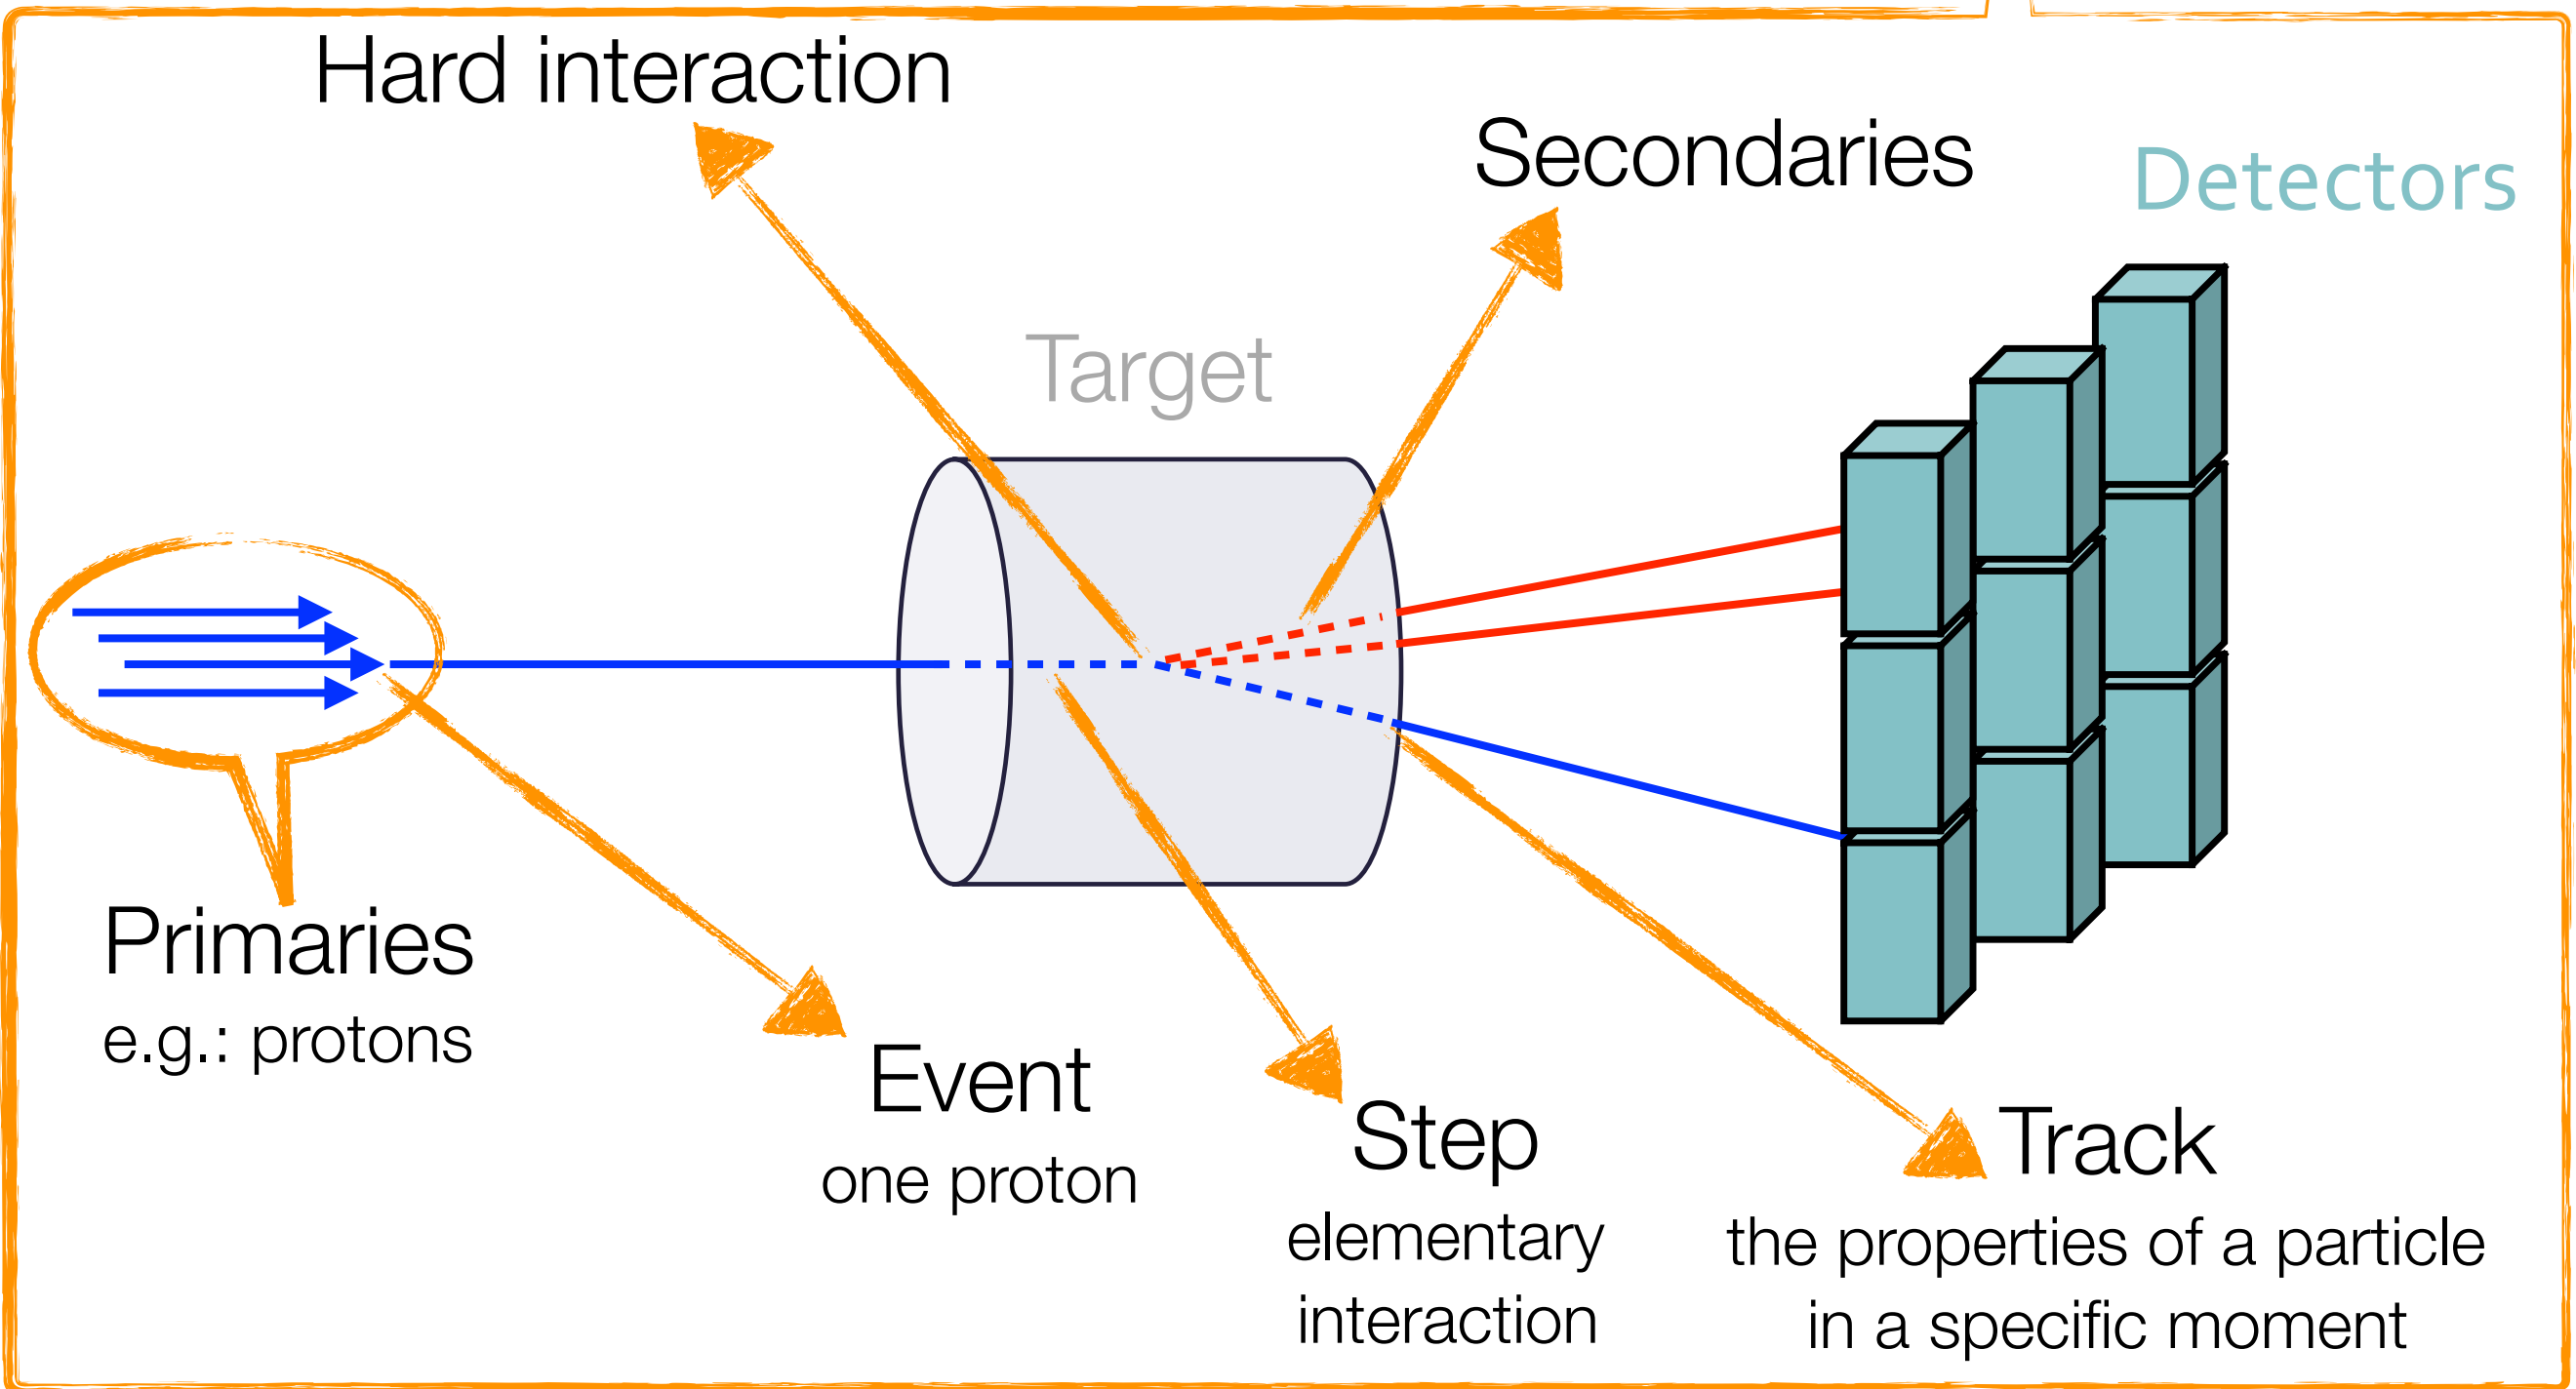 Hard interaction
Secondaries
Detectors
Target
Primaries
e.g.: protons
Event
one proton
Step
elementary
interaction
Track
the properties of a particle
in a specific moment